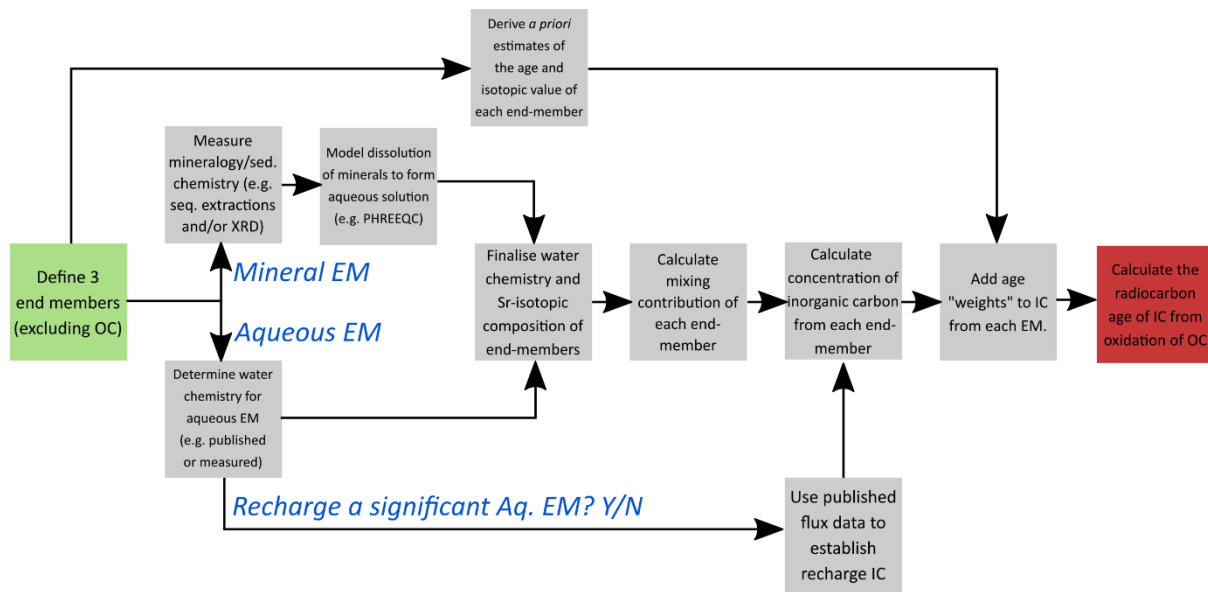 Derive a priori
estimates of
the age and
isotopic value of
each end-member
Measure
mineralogy/sed.
chemistry (e.g.
seq. extractions
and/or XRD)
Model dissolution
of minerals to form
aqueous solution
(e.g. PHREEQC)
Define 3
end members
(excluding OC)
Mineral EM
Aqueous EM
Finalise water
chemistry and
Sr-isotopic
composition of
end-members
Calculate
mixing
contribution of
each end-
member
Calculate
concentration of
inorganic carbon
from each end-
member
Add age
"weights" to IC
from each EM.
Calculate the
radiocarbon
age of IC from
oxidation of OC
Determine water
chemistry for
aqueous EM
(e.g. published
or measured)
Recharge a significant Aq. EM? Y/N
Use published
flux data to
establish
recharge IC